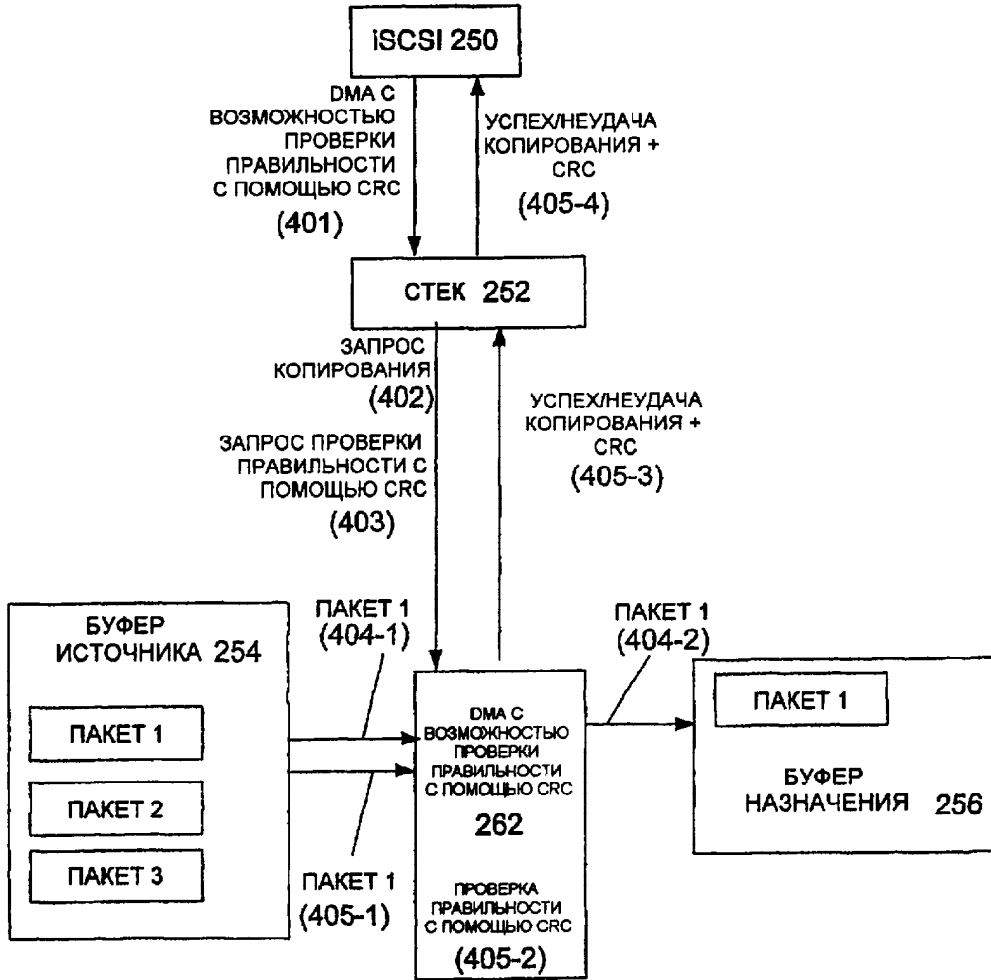 iSCSI 250
DMA С
ВОЗМОЖНОСТЬЮ
ПРОВЕРКИ
ПРАВИЛЬНОСТИ
С ПОМОЩЬЮ CRC
(401)
УСПЕХ/НЕУДАЧА
КОПИРОВАНИЯ +
CRC
(405-4)
СТЕК 252
ЗАПРОС
КОПИРОВАНИЯ
(402)
ЗАПРОС ПРОВЕРКИ
ПРАВИЛЬНОСТИ С
ПОМОЩЬЮ CRC
(403)
УСПЕХ/НЕУДАЧА
КОПИРОВАНИЯ +
CRC
(405-3)
БУФЕР
ИСТОЧНИКА 254
ПАКЕТ 1
ПАКЕТ 2
ПАКЕТ 3
ПАКЕТ 1
(404-1)
ПАКЕТ 1
(405-1)
DMA С
ВОЗМОЖНОСТЬЮ
ПРОВЕРКИ
ПРАВИЛЬНОСТИ
С ПОМОЩЬЮ CRC
262
ПРОВЕРКА
ПРАВИЛЬНОСТИ
С ПОМОЩЬЮ CRC
(405-2)
ПАКЕТ 1
(404-2)
ПАКЕТ 1
БУФЕР
НАЗНАЧЕНИЯ 256